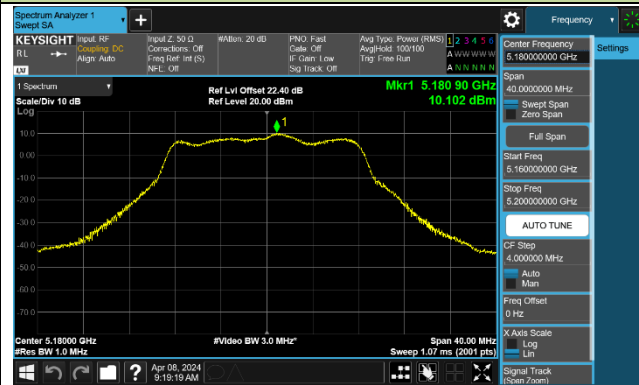 Spectrum Analyzer 1
Swept SA
Frequency
KEYSIGHT
RL
LXI
Input: RF
Coupling: DC
Align: Auto
Input Z: 50 Ω
Corrections: Off
Freq Ref: Int (S)
NFE: Off
#Atten: 20 dB
PNO: Fast
Gate: Off
IF Gain: Low
Sig Track: Off
Avg Type: Power (RMS)
Avg|Hold: 100/100
Trig: Free Run
1 2 3 4 5 6
A W W W W W
A N N N N N
Center Frequency
5.180000000 GHz
Settings
Span
40.0000000 MHz
Swept Span
Zero Span
Full Span
Start Freq
5.160000000 GHz
Stop Freq
5.200000000 GHz
AUTO TUNE
CF Step
4.000000 MHz
Auto
Man
Freq Offset
0 Hz
X Axis Scale
Log
Lin
Signal Track
(Span Zoom)
1 Spectrum
Scale/Div 10 dB
Log
Ref Lvl Offset 22.40 dB
Ref Level 20.00 dBm
Mkr1 5.180 90 GHz
10.102 dBm
1
10.0
0.00
-10.0
-20.0
-30.0
-40.0
-50.0
-60.0
-70.0
Center 5.18000 GHz
#Res BW 1.0 MHz
#Video BW 3.0 MHz*
Span 40.00 MHz
Sweep 1.07 ms (2001 pts)
?
Apr 08, 2024
9:19:19 AM